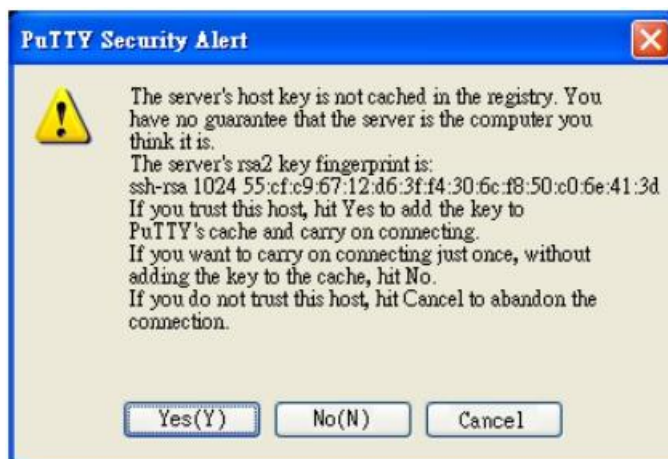 PuTTY Security Alert
The server's host key is not cached in the registry. You
have no guarantee that the server is the computer you
think it is.
The server's rsa2 key fingerprint is:
ssh-rsa 1024 55:cf:c9:67:12:d6:3f:f4:30:6c:f8:50:c0:6e:41:3d
If you trust this host, hit Yes to add the key to
PuTTY's cache and carry on connecting.
If you want to carry on connecting just once, without
adding the key to the cache, hit No.
If you do not trust this host, hit Cancel to abandon the
connection.
Yes(Y) No(N) Cancel